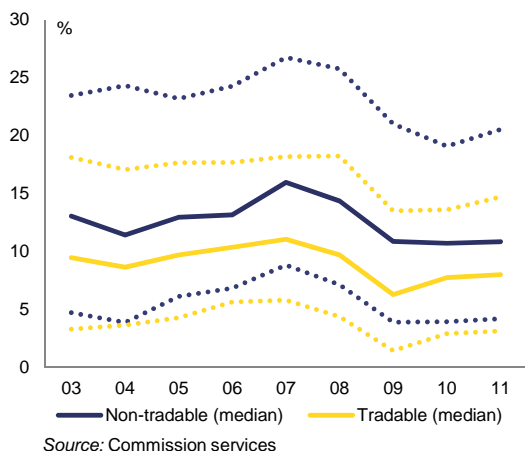 30
%
25
20
15
10
5
0
03 04 05 06 07 08 09 10 11
Non-tradable (median) Tradable (median)
Source: Commission services